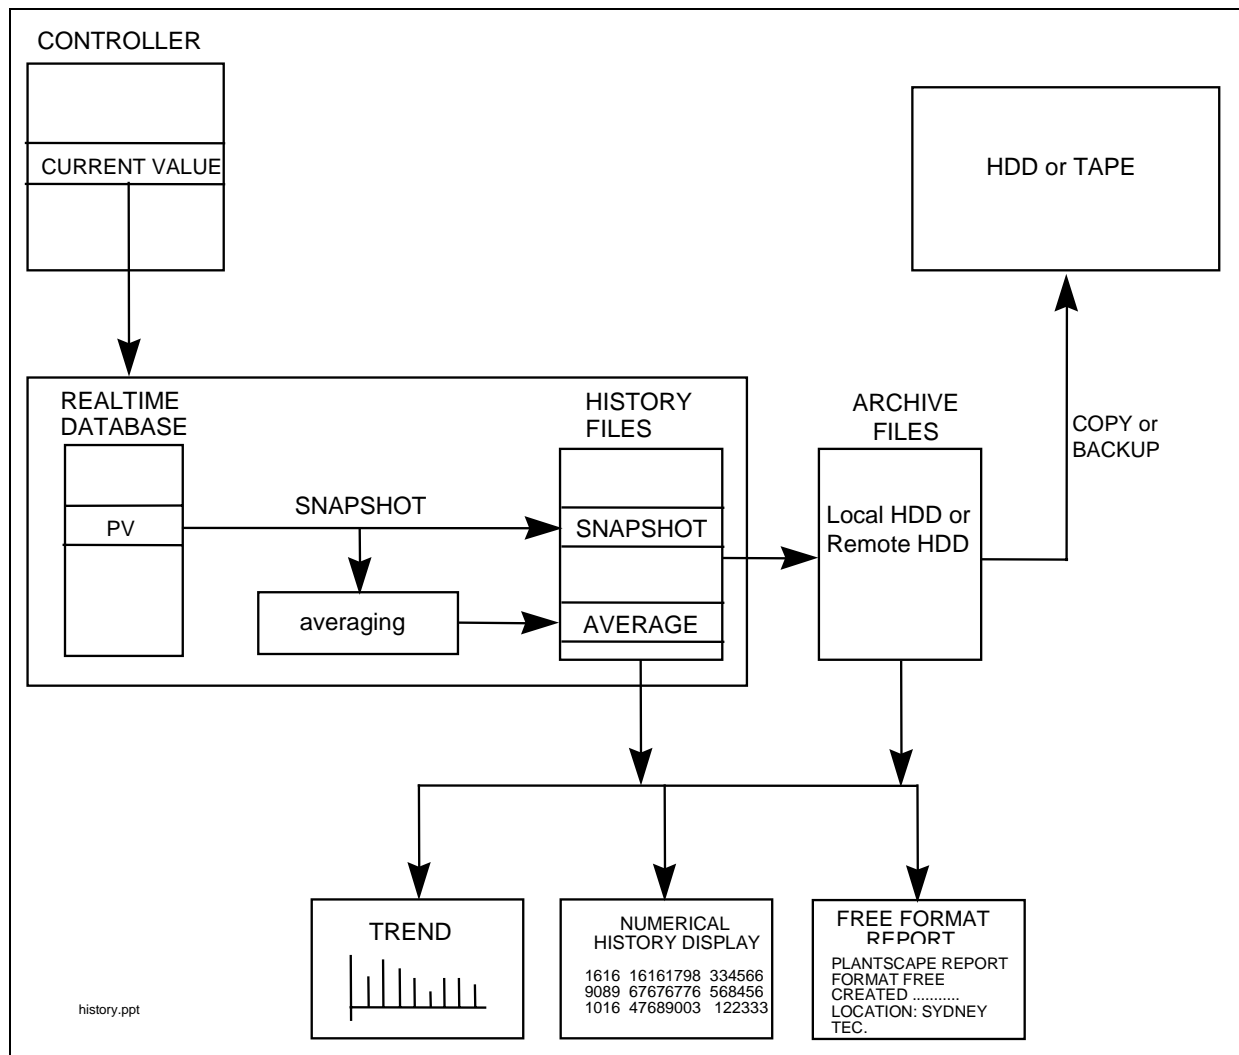 CONTROLLER
CURRENT VALUE
HDD or TAPE
REALTIME
DATABASE
PV
SNAPSHOT
averaging
HISTORY
FILES
SNAPSHOT
AVERAGE
ARCHIVE
FILES
Local HDD or
Remote HDD
COPY or
BACKUP
TREND
NUMERICAL
HISTORY DISPLAY
1616 16161798 334566
9089 67676776 568456
1016 47689003 122333
FREE FORMAT
REPORT
PLANTSCAPE REPORT
FORMAT FREE
CREATED ...........
LOCATION: SYDNEY
TEC.
history.ppt